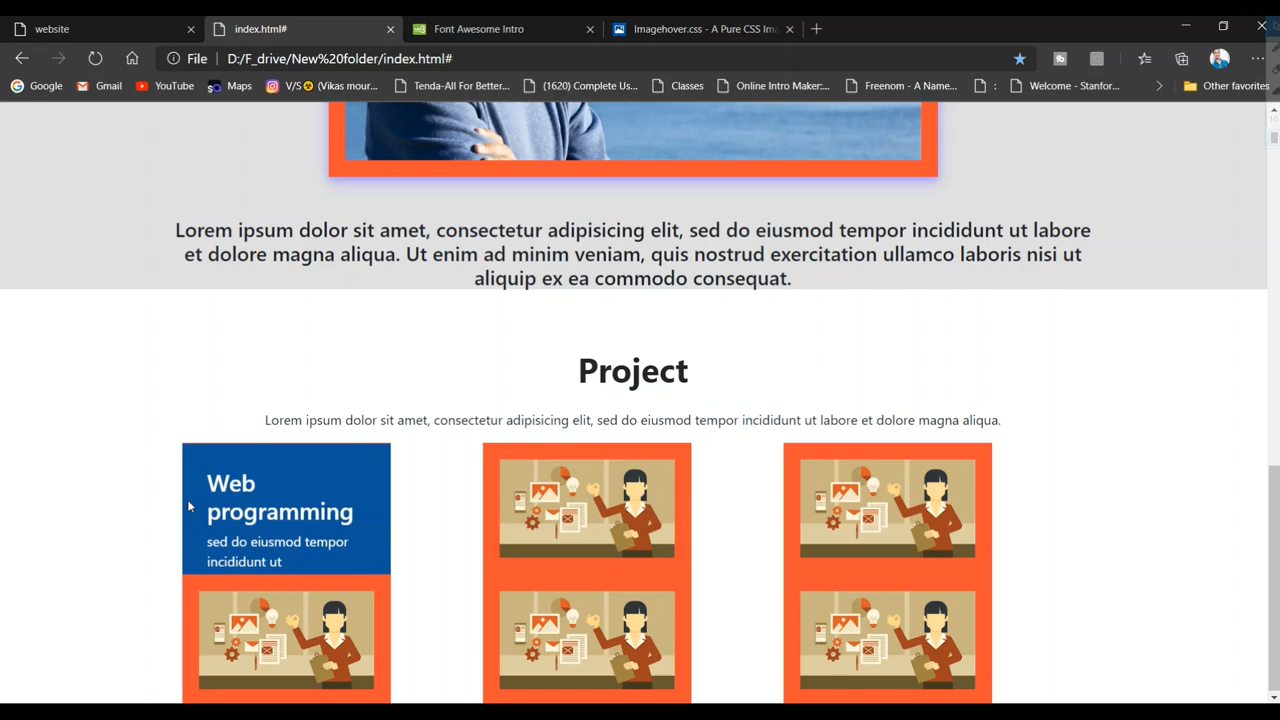 website
index.html#
Font Awesome Intro
Imagehover.css - A Pure CSS Ima
File
D:/F_drive/New%20folder/index.html#
Google
Gmail
YouTube
V/S😍 (Vikas mour...
Tenda-All For Better...
(1620) Complete Us...
Classes
Online Intro Maker:...
Freenom - A Name...
:
Welcome - Stanfor...
Other favorites
Lorem ipsum dolor sit amet, consectetur adipisicing elit, sed do eiusmod tempor incididunt ut labore
et dolore magna aliqua. Ut enim ad minim veniam, quis nostrud exercitation ullamco laboris nisi ut
aliquip ex ea commodo consequat.
Project
Lorem ipsum dolor sit amet, consectetur adipisicing elit, sed do eiusmod tempor incididunt ut labore et dolore magna aliqua.
Web
programming
sed do eiusmod tempor
incididunt ut